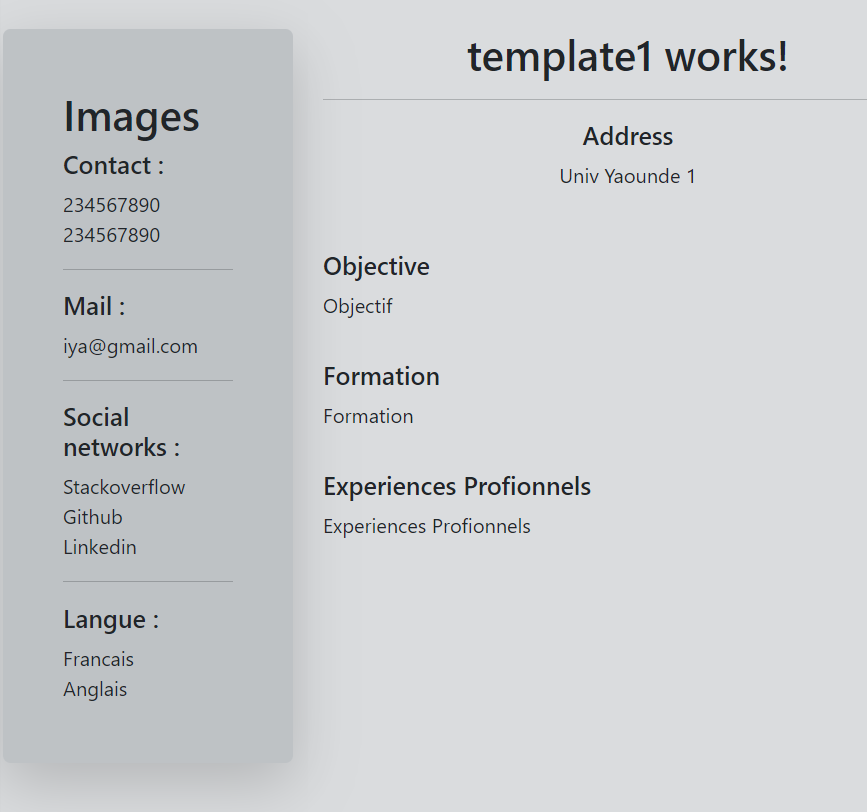 Images
Contact :
234567890
234567890
Mail :
iya@gmail.com
Social
networks :
Stackoverflow
Github
Linkedin
Langue :
Francais
Anglais
template1 works!
Address
Univ Yaounde 1
Objective
Objectif
Formation
Formation
Experiences Profionnels
Experiences Profionnels